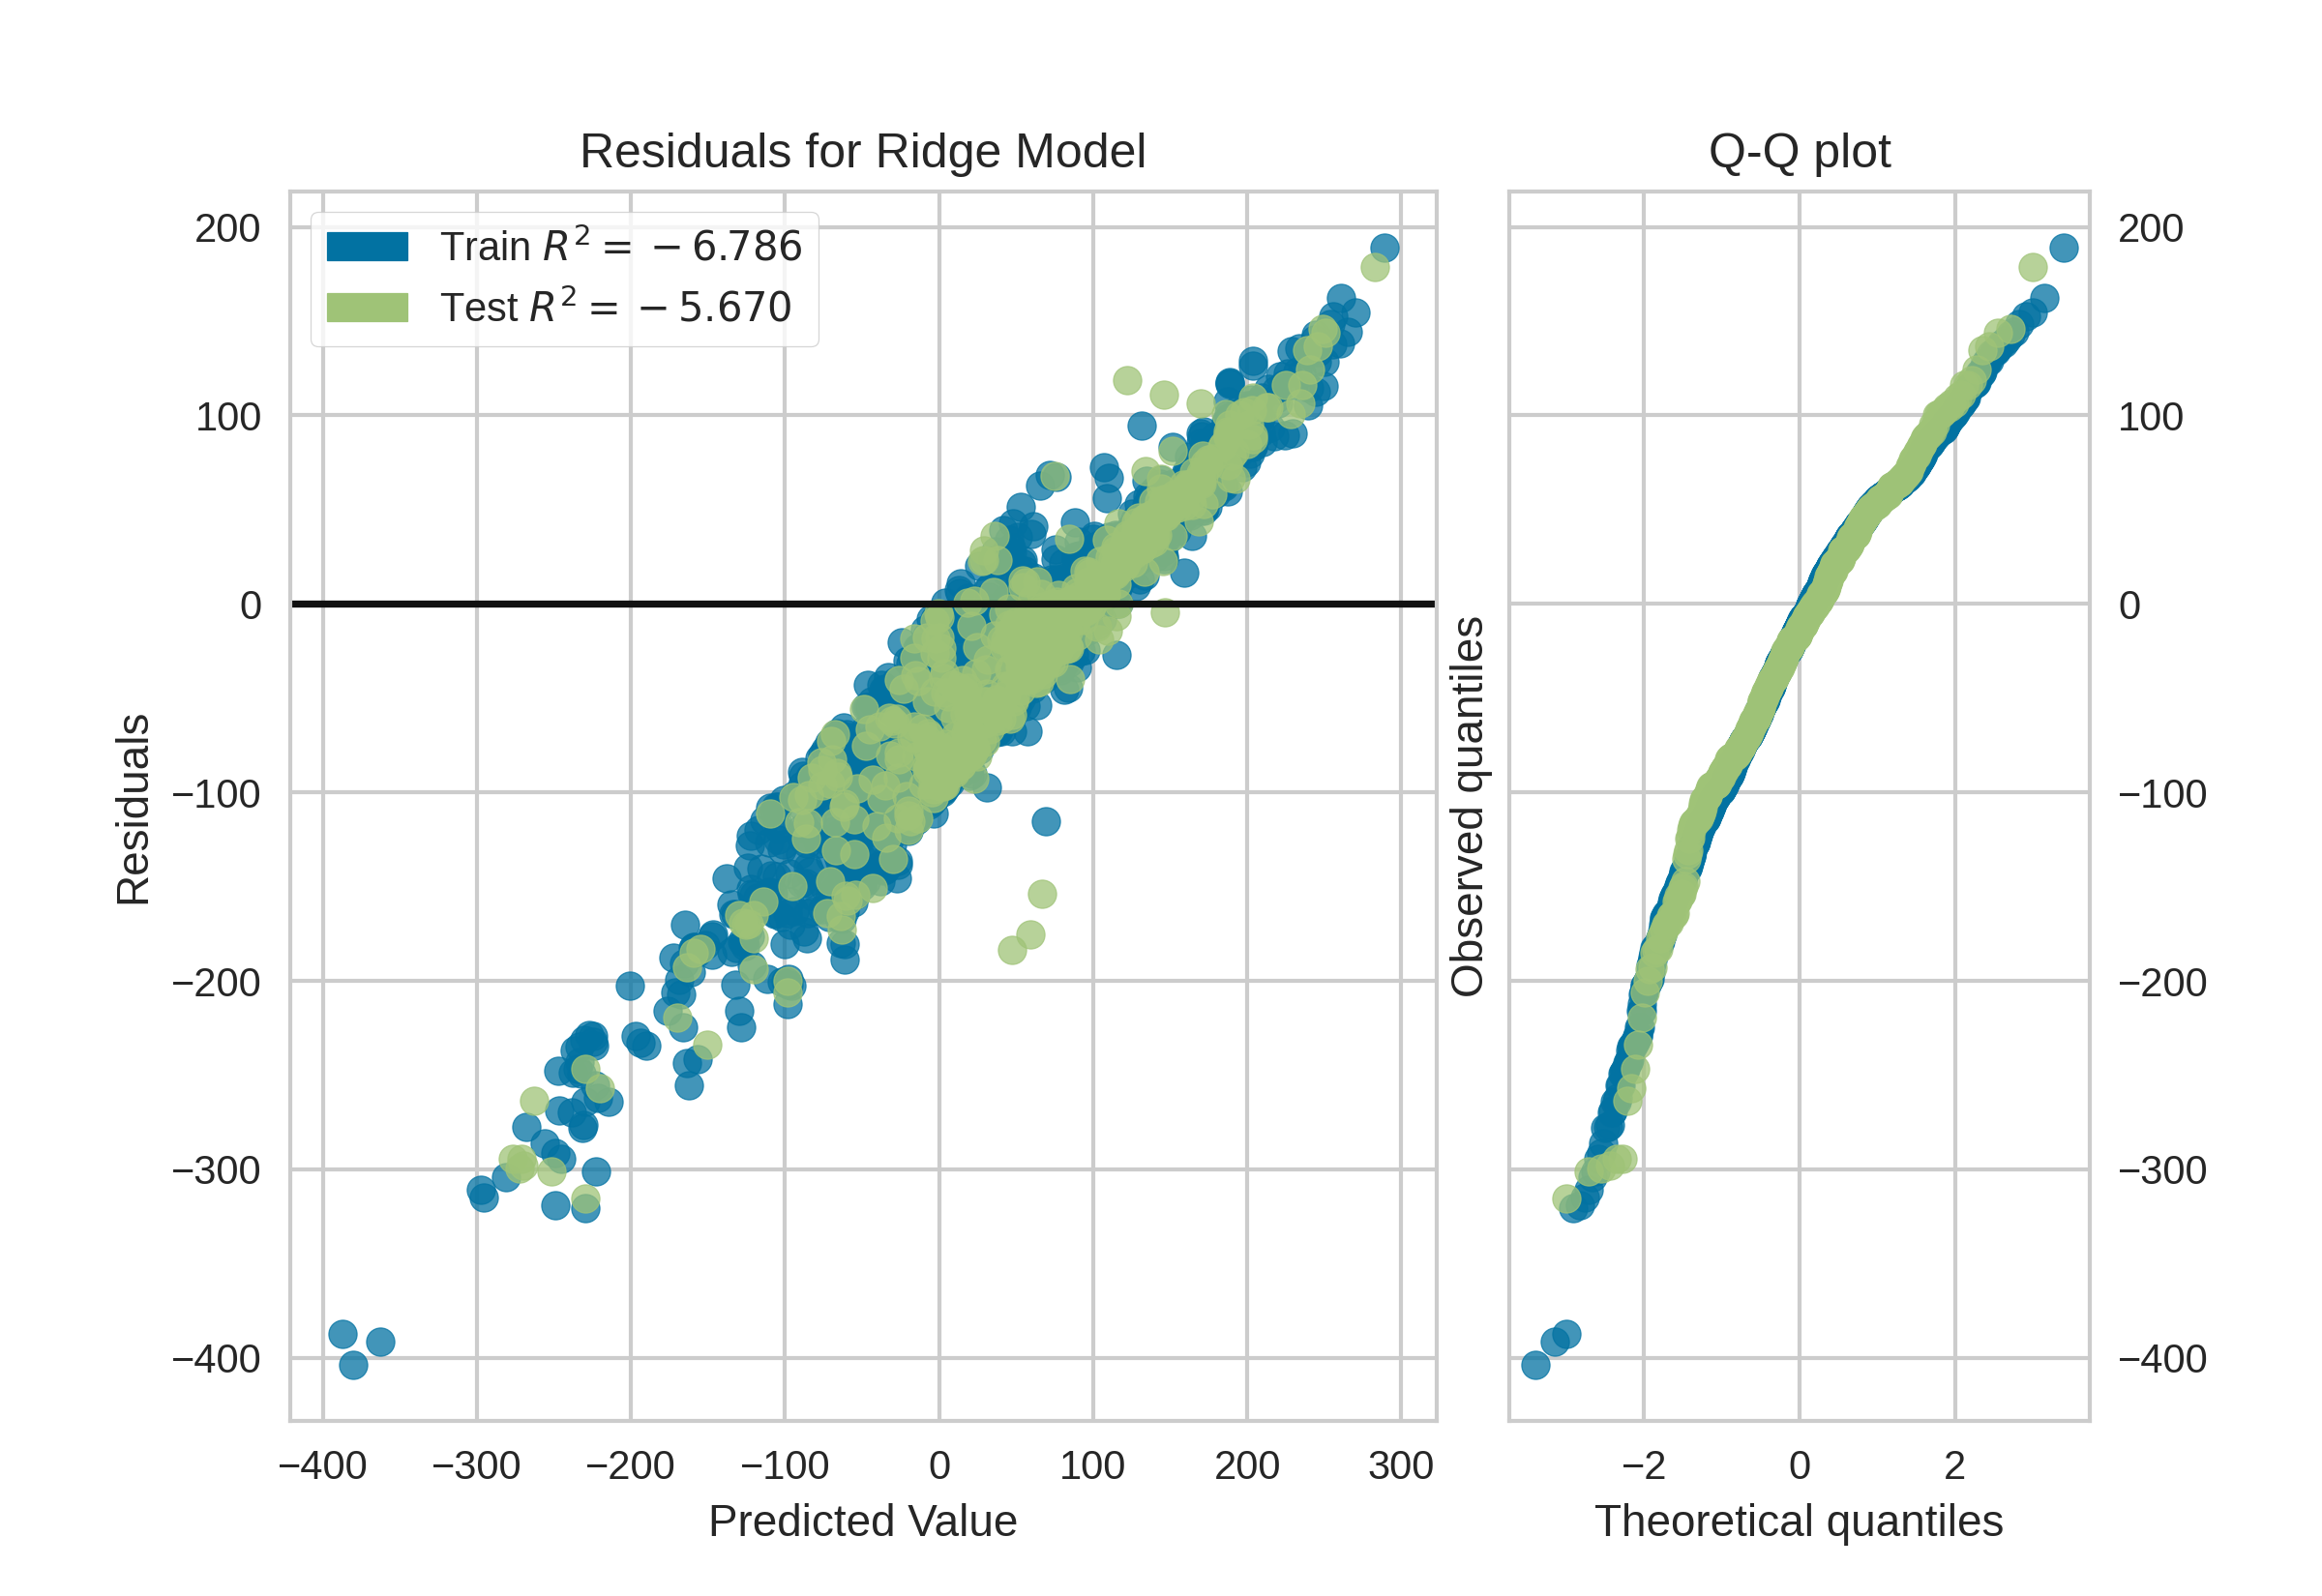 Residuals for Ridge Model
Train R² = −6.786
Test R² = −5.670
200
100
0
−100
−200
−300
−400
Residuals
−400 −300 −200 −100 0 100 200 300
Predicted Value
Q-Q plot
Observed quantiles
200
100
0
−100
−200
−300
−400
−2 0 2
Theoretical quantiles